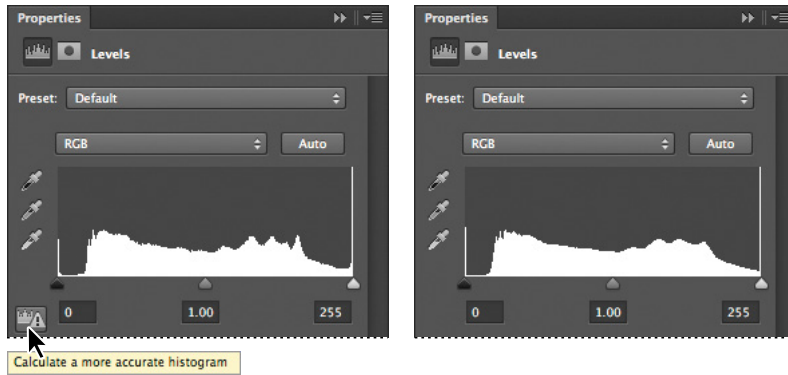 Properties
Levels
Preset: Default
RGB Auto
0 1.00 255
Calculate a more accurate histogram
Properties
Levels
Preset: Default
RGB Auto
0 1.00 255